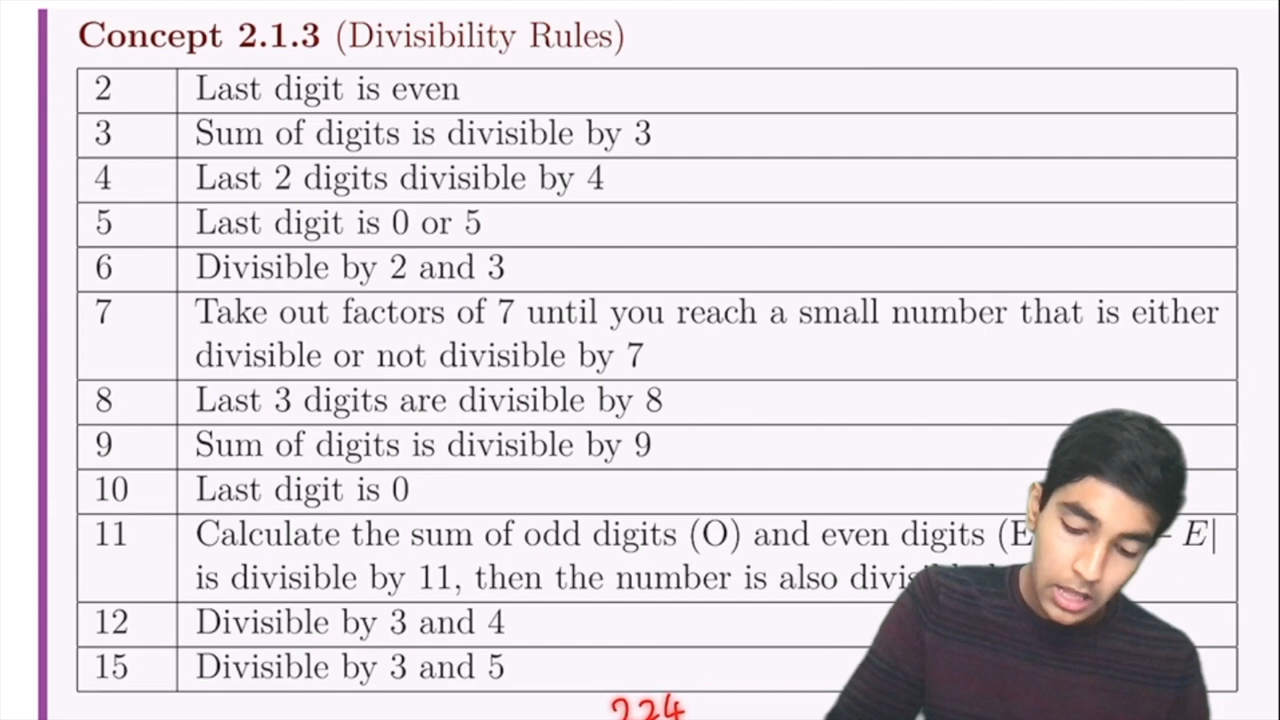 Concept 2.1.3 (Divisibility Rules)
2 Last digit is even
3 Sum of digits is divisible by 3
4 Last 2 digits divisible by 4
5 Last digit is 0 or 5
6 Divisible by 2 and 3
7 Take out factors of 7 until you reach a small number that is either
divisible or not divisible by 7
8 Last 3 digits are divisible by 8
9 Sum of digits is divisible by 9
10 Last digit is 0
11 Calculate the sum of odd digits (O) and even digits (E E|
is divisible by 11, then the number is also
12 Divisible by 3 and 4
15 Divisible by 3 and 5
224